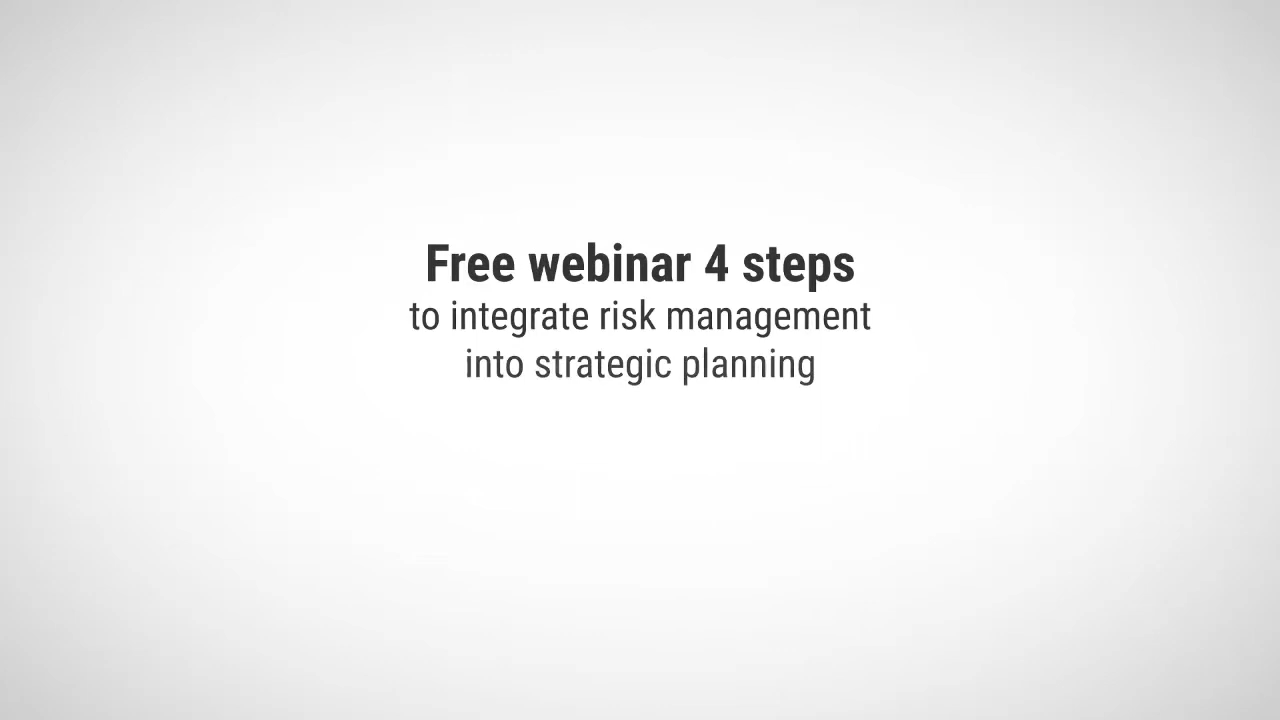 Free webinar 4 steps
to integrate risk management
into strategic planning